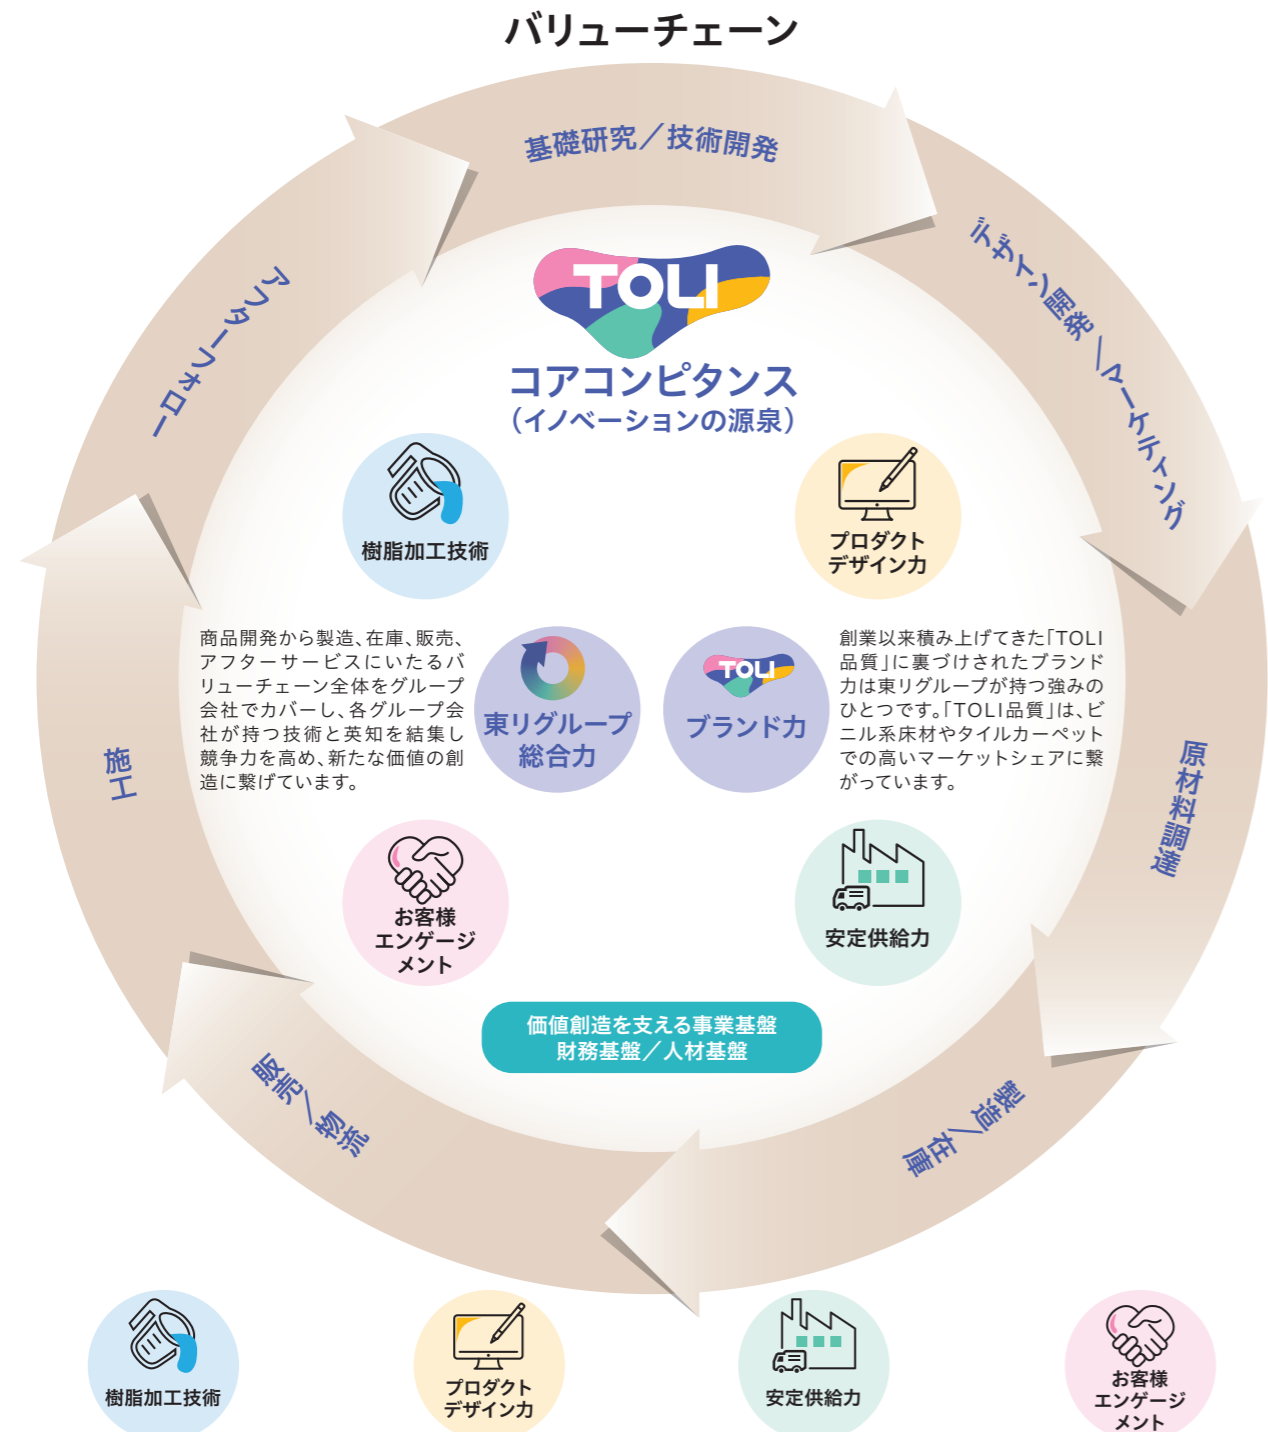 バリューチェーン
基礎研究／技術開発
デザイン開発／マーケティング
原材料調達
製造／在庫
販売／物流
施工
アフターフォロー
TOLI
コアコンピタンス
（イノベーションの源泉）
樹脂加工技術
プロダクト
デザイン力
商品開発から製造、在庫、販売、
アフターサービスにいたるバ
リューチェーン全体をグループ
会社でカバーし、各グループ会
社が持つ技術と英知を結集し
競争力を高め、新たな価値の創
造に繋げています。
東リグループ
総合力
TOLI
ブランド力
創業以来積み上げてきた「TOLI
品質」に裏づけされたブランド
力は東リグループが持つ強みの
ひとつです。「TOLI品質」は、ビ
ニル系床材やタイルカーペット
での高いマーケットシェアに繋
がっています。
お客様
エンゲージ
メント
安定供給力
価値創造を支える事業基盤
財務基盤／人材基盤
樹脂加工技術
プロダクト
デザイン力
安定供給力
お客様
エンゲージ
メント